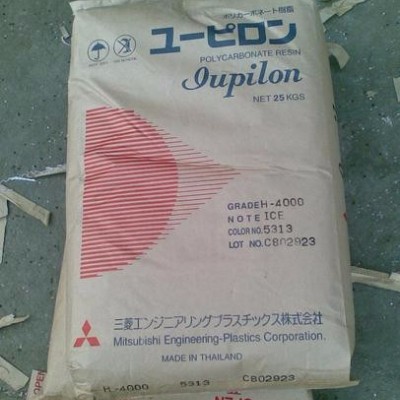 ポリカーボネート樹脂
ユーピロン
POLYCARBONATE RESIN
Iupilon
NET 25 KGS
GRADE H-4000
NOTE ICE
COLOR NO. 5313
LOT NO. C802923
三菱エンジニアリングプラスチックス株式会社
Mitsubishi Engineering-Plastics Corporation.
MADE IN THAILAND
H-4000 5313 C802923